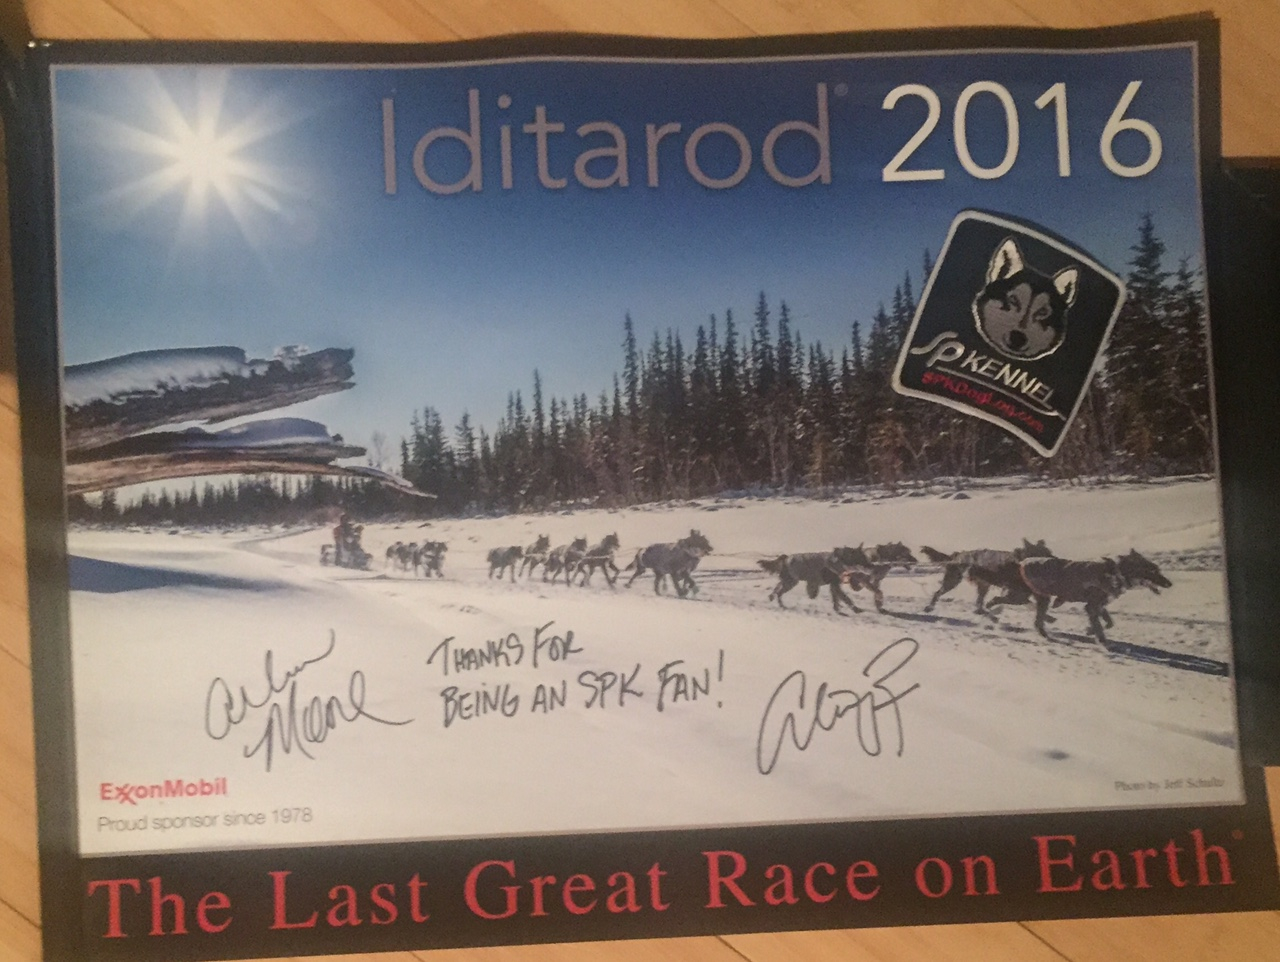 Iditarod® 2016
SP KENNEL
SPKDogLog.com
THANKS FOR
BEING AN SPK FAN!
Moore
ExxonMobil
Proud sponsor since 1978
Photo by Jeff Schultz
The Last Great Race on Earth®